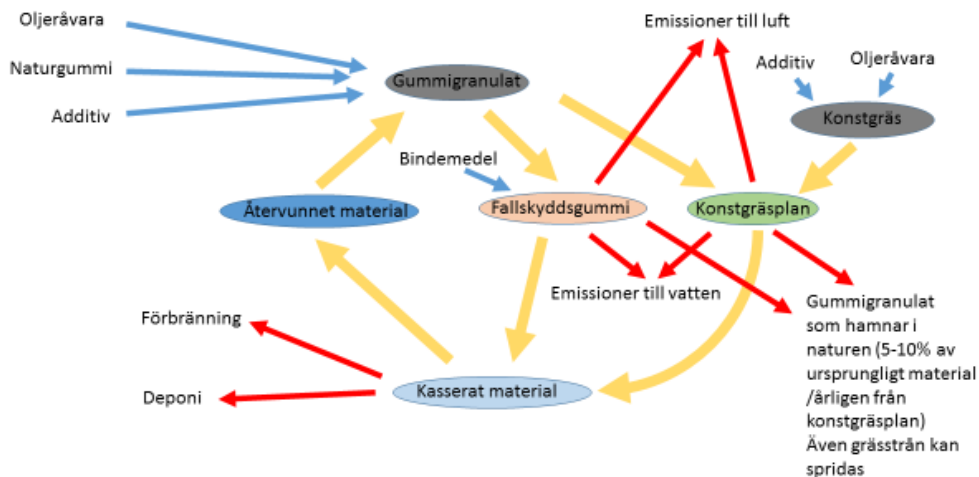 Oljeråvara
Emissioner till luft
Additiv
Oljeråvara
Naturgummi
Gummigranulat
Additiv
Konstgräs
Bindemedel
Återvunnet material
Fallskyddsgummi
Konstgräsplan
Emissioner till vatten
Gummigranulat
som hamnar i
naturen (5-10% av
ursprungligt material
/årligen från
konstgräsplan)
Även grässtrån kan
spridas
Förbränning
Kasserat material
Deponi